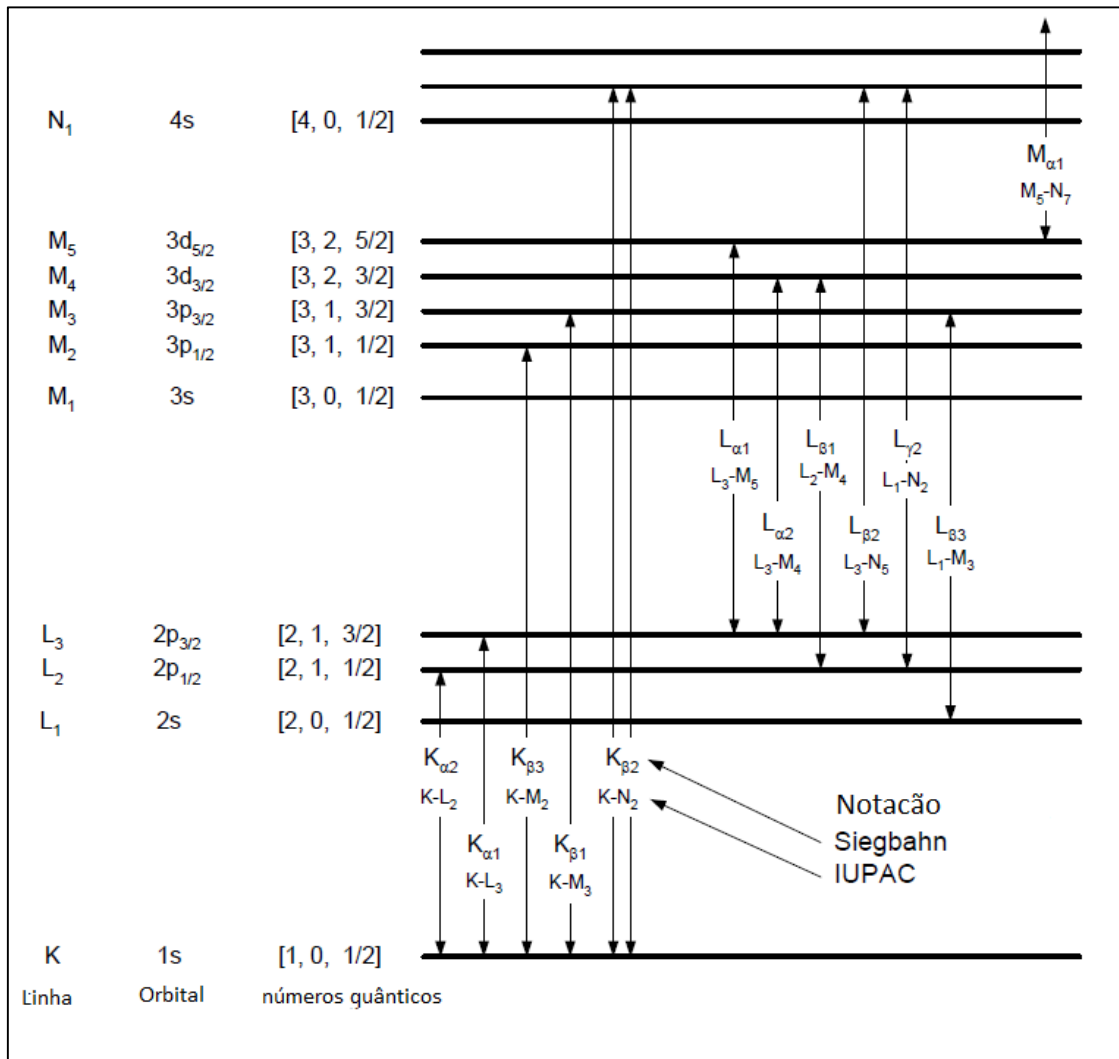 N₁ 4s [4, 0, 1/2]
Mα1
M₅-N₇
M₅ 3d5/2 [3, 2, 5/2]
M₄ 3d3/2 [3, 2, 3/2]
M₃ 3p3/2 [3, 1, 3/2]
M₂ 3p1/2 [3, 1, 1/2]
M₁ 3s [3, 0, 1/2]
Lα1 Lβ1 Lγ2
L₃-M₅ L₂-M₄ L₁-N₂
Lα2 Lβ2 Lβ3
L₃-M₄ L₃-N₅ L₁-M₃
L₃ 2p3/2 [2, 1, 3/2]
L₂ 2p1/2 [2, 1, 1/2]
L₁ 2s [2, 0, 1/2]
Kα2 Kβ3 Kβ2
K-L₂ K-M₂ K-N₂
Notacão
Siegbahn
IUPAC
Kα1 Kβ1
K-L₃ K-M₃
K 1s [1, 0, 1/2]
Linha Orbital números quânticos